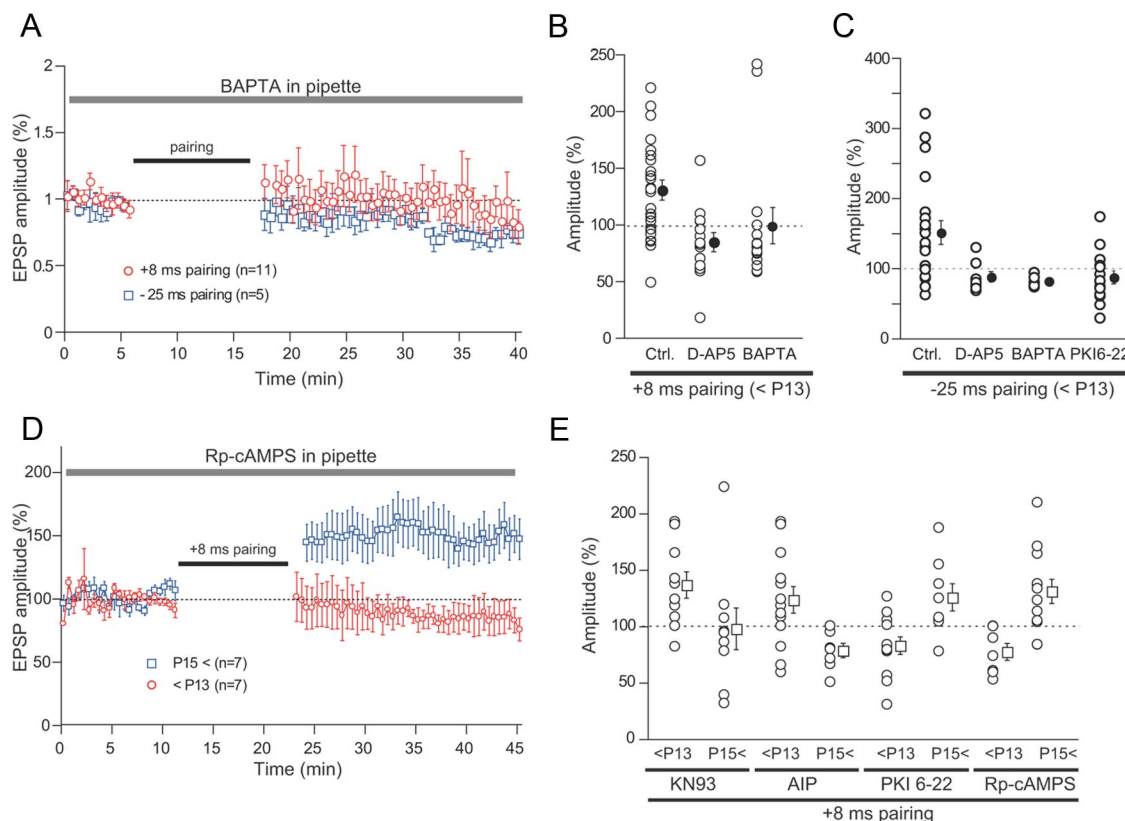 A
2
1.5
1
0.5
0
EPSP amplitude (%)
BAPTA in pipette
pairing
+8 ms pairing (n=11)
- 25 ms pairing (n=5)
0 5 10 15 20 25 30 35 40
Time (min)
B
250
200
150
100
50
0
Amplitude (%)
Ctrl. D-AP5 BAPTA
+8 ms pairing (< P13)
C
400
300
200
100
0
Amplitude (%)
Ctrl. D-AP5 BAPTA PKI6-22
-25 ms pairing (< P13)
D
200
150
100
50
0
EPSP amplitude (%)
Rp-cAMPS in pipette
+8 ms pairing
P15 < (n=7)
< P13 (n=7)
0 5 10 15 20 25 30 35 40 45
Time (min)
E
250
200
150
100
50
0
Amplitude (%)
<P13 P15< <P13 P15< <P13 P15< <P13 P15<
KN93 AIP PKI 6-22 Rp-cAMPS
+8 ms pairing